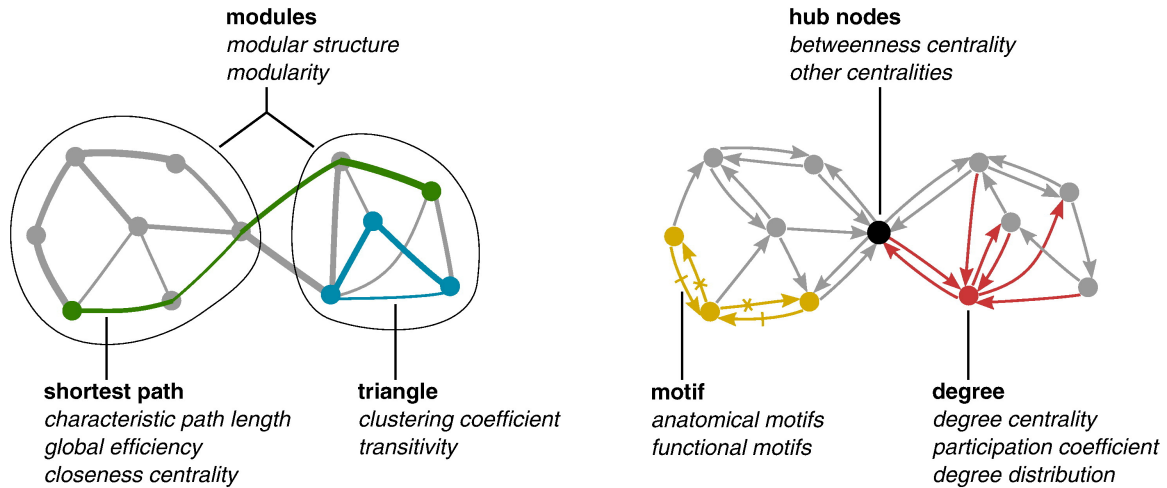 modules
modular structure
modularity
hub nodes
betweenness centrality
other centralities
shortest path
characteristic path length
global efficiency
closeness centrality
triangle
clustering coefficient
transitivity
motif
anatomical motifs
functional motifs
degree
degree centrality
participation coefficient
degree distribution